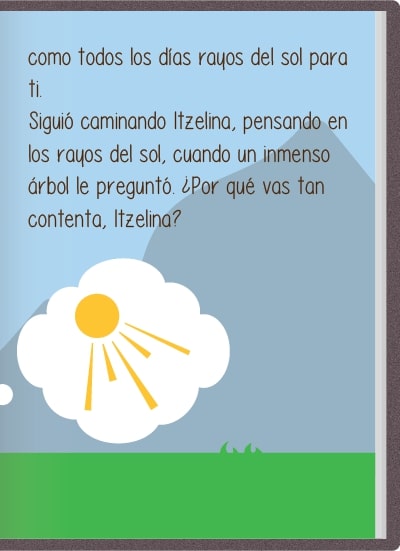 como todos los días rayos del sol para
ti.
Siguió caminando Itzelina, pensando en
los rayos del sol, cuando un inmenso
árbol le preguntó. ¿Por qué vas tan
contenta, Itzelina?